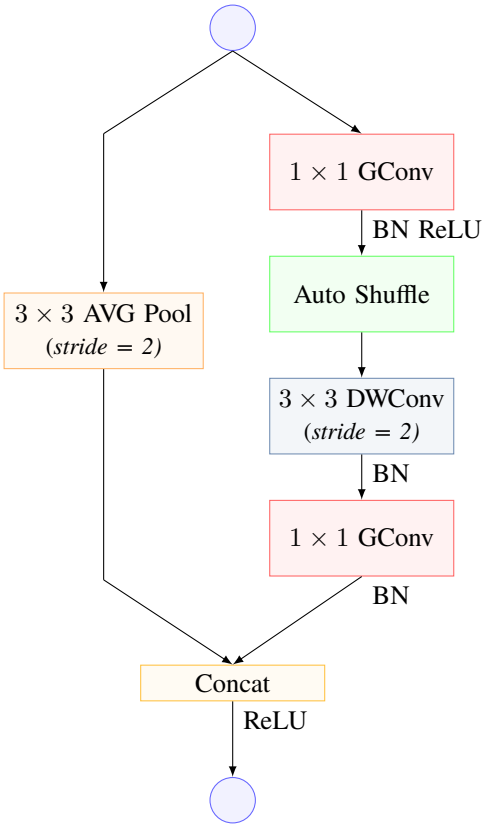 1 × 1 GConv
BN ReLU
Auto Shuffle
3 × 3 AVG Pool
(stride = 2)
3 × 3 DWConv
(stride = 2)
BN
1 × 1 GConv
BN
Concat
ReLU